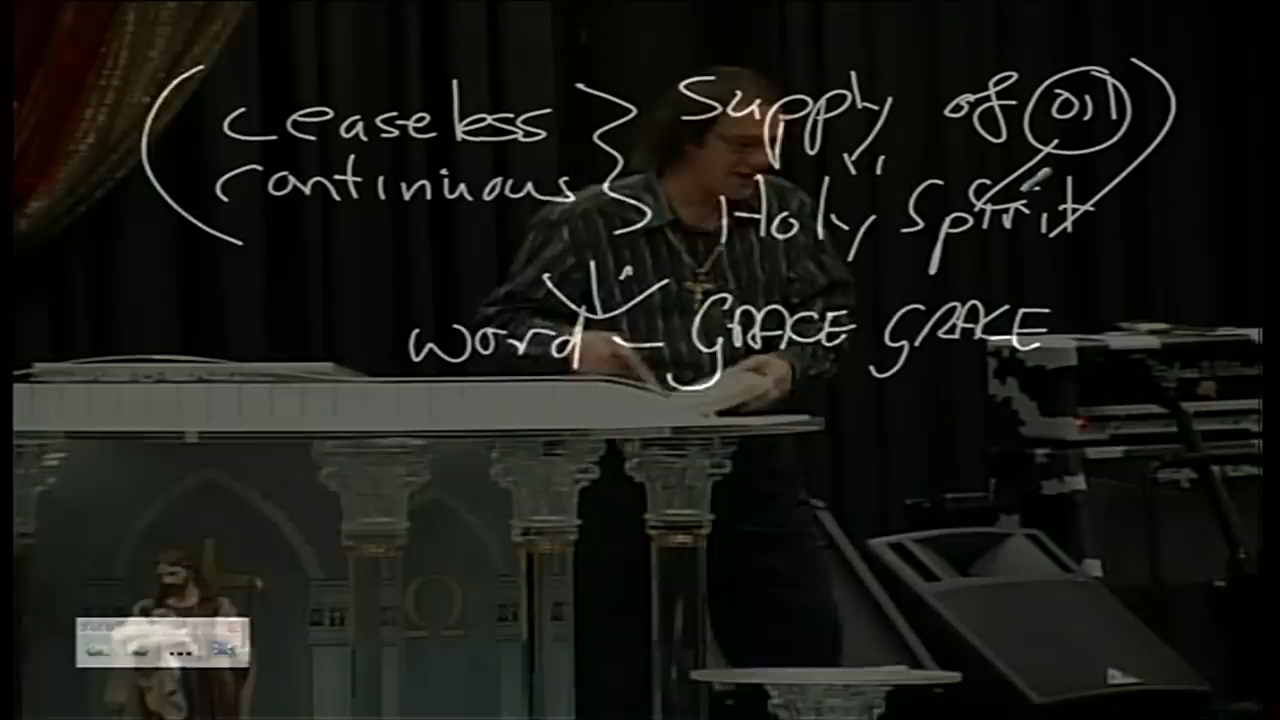 (ceaseless } Supply of oil)
continuous } Holy Spirit
word - GRACE GRACE
Ω